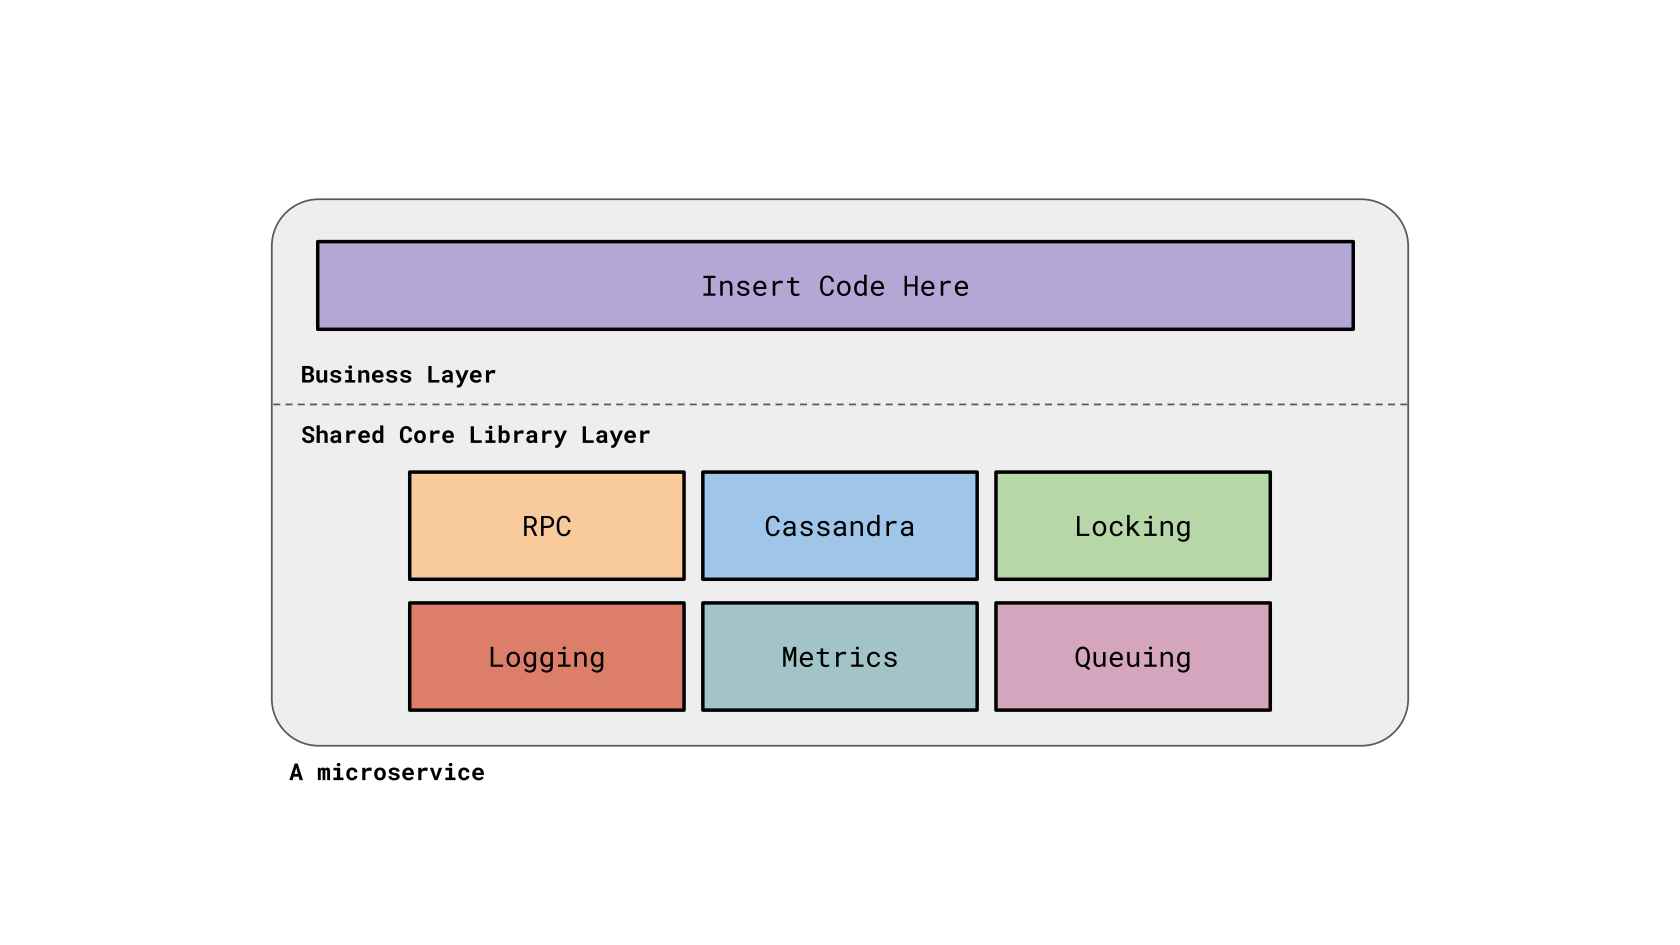 Insert Code Here
Business Layer
Shared Core Library Layer
RPC
Cassandra
Locking
Logging
Metrics
Queuing
A microservice